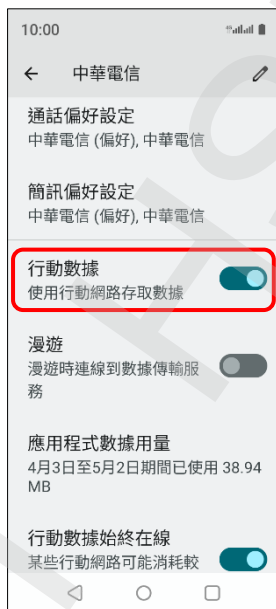 10:00
中華電信
通話偏好設定
中華電信 (偏好), 中華電信
簡訊偏好設定
中華電信 (偏好), 中華電信
行動數據
使用行動網路存取數據
漫遊
漫遊時連線到數據傳輸服
務
應用程式數據用量
4月3日至5月2日期間已使用 38.94
MB
行動數據始終在線
某些行動網路可能消耗較